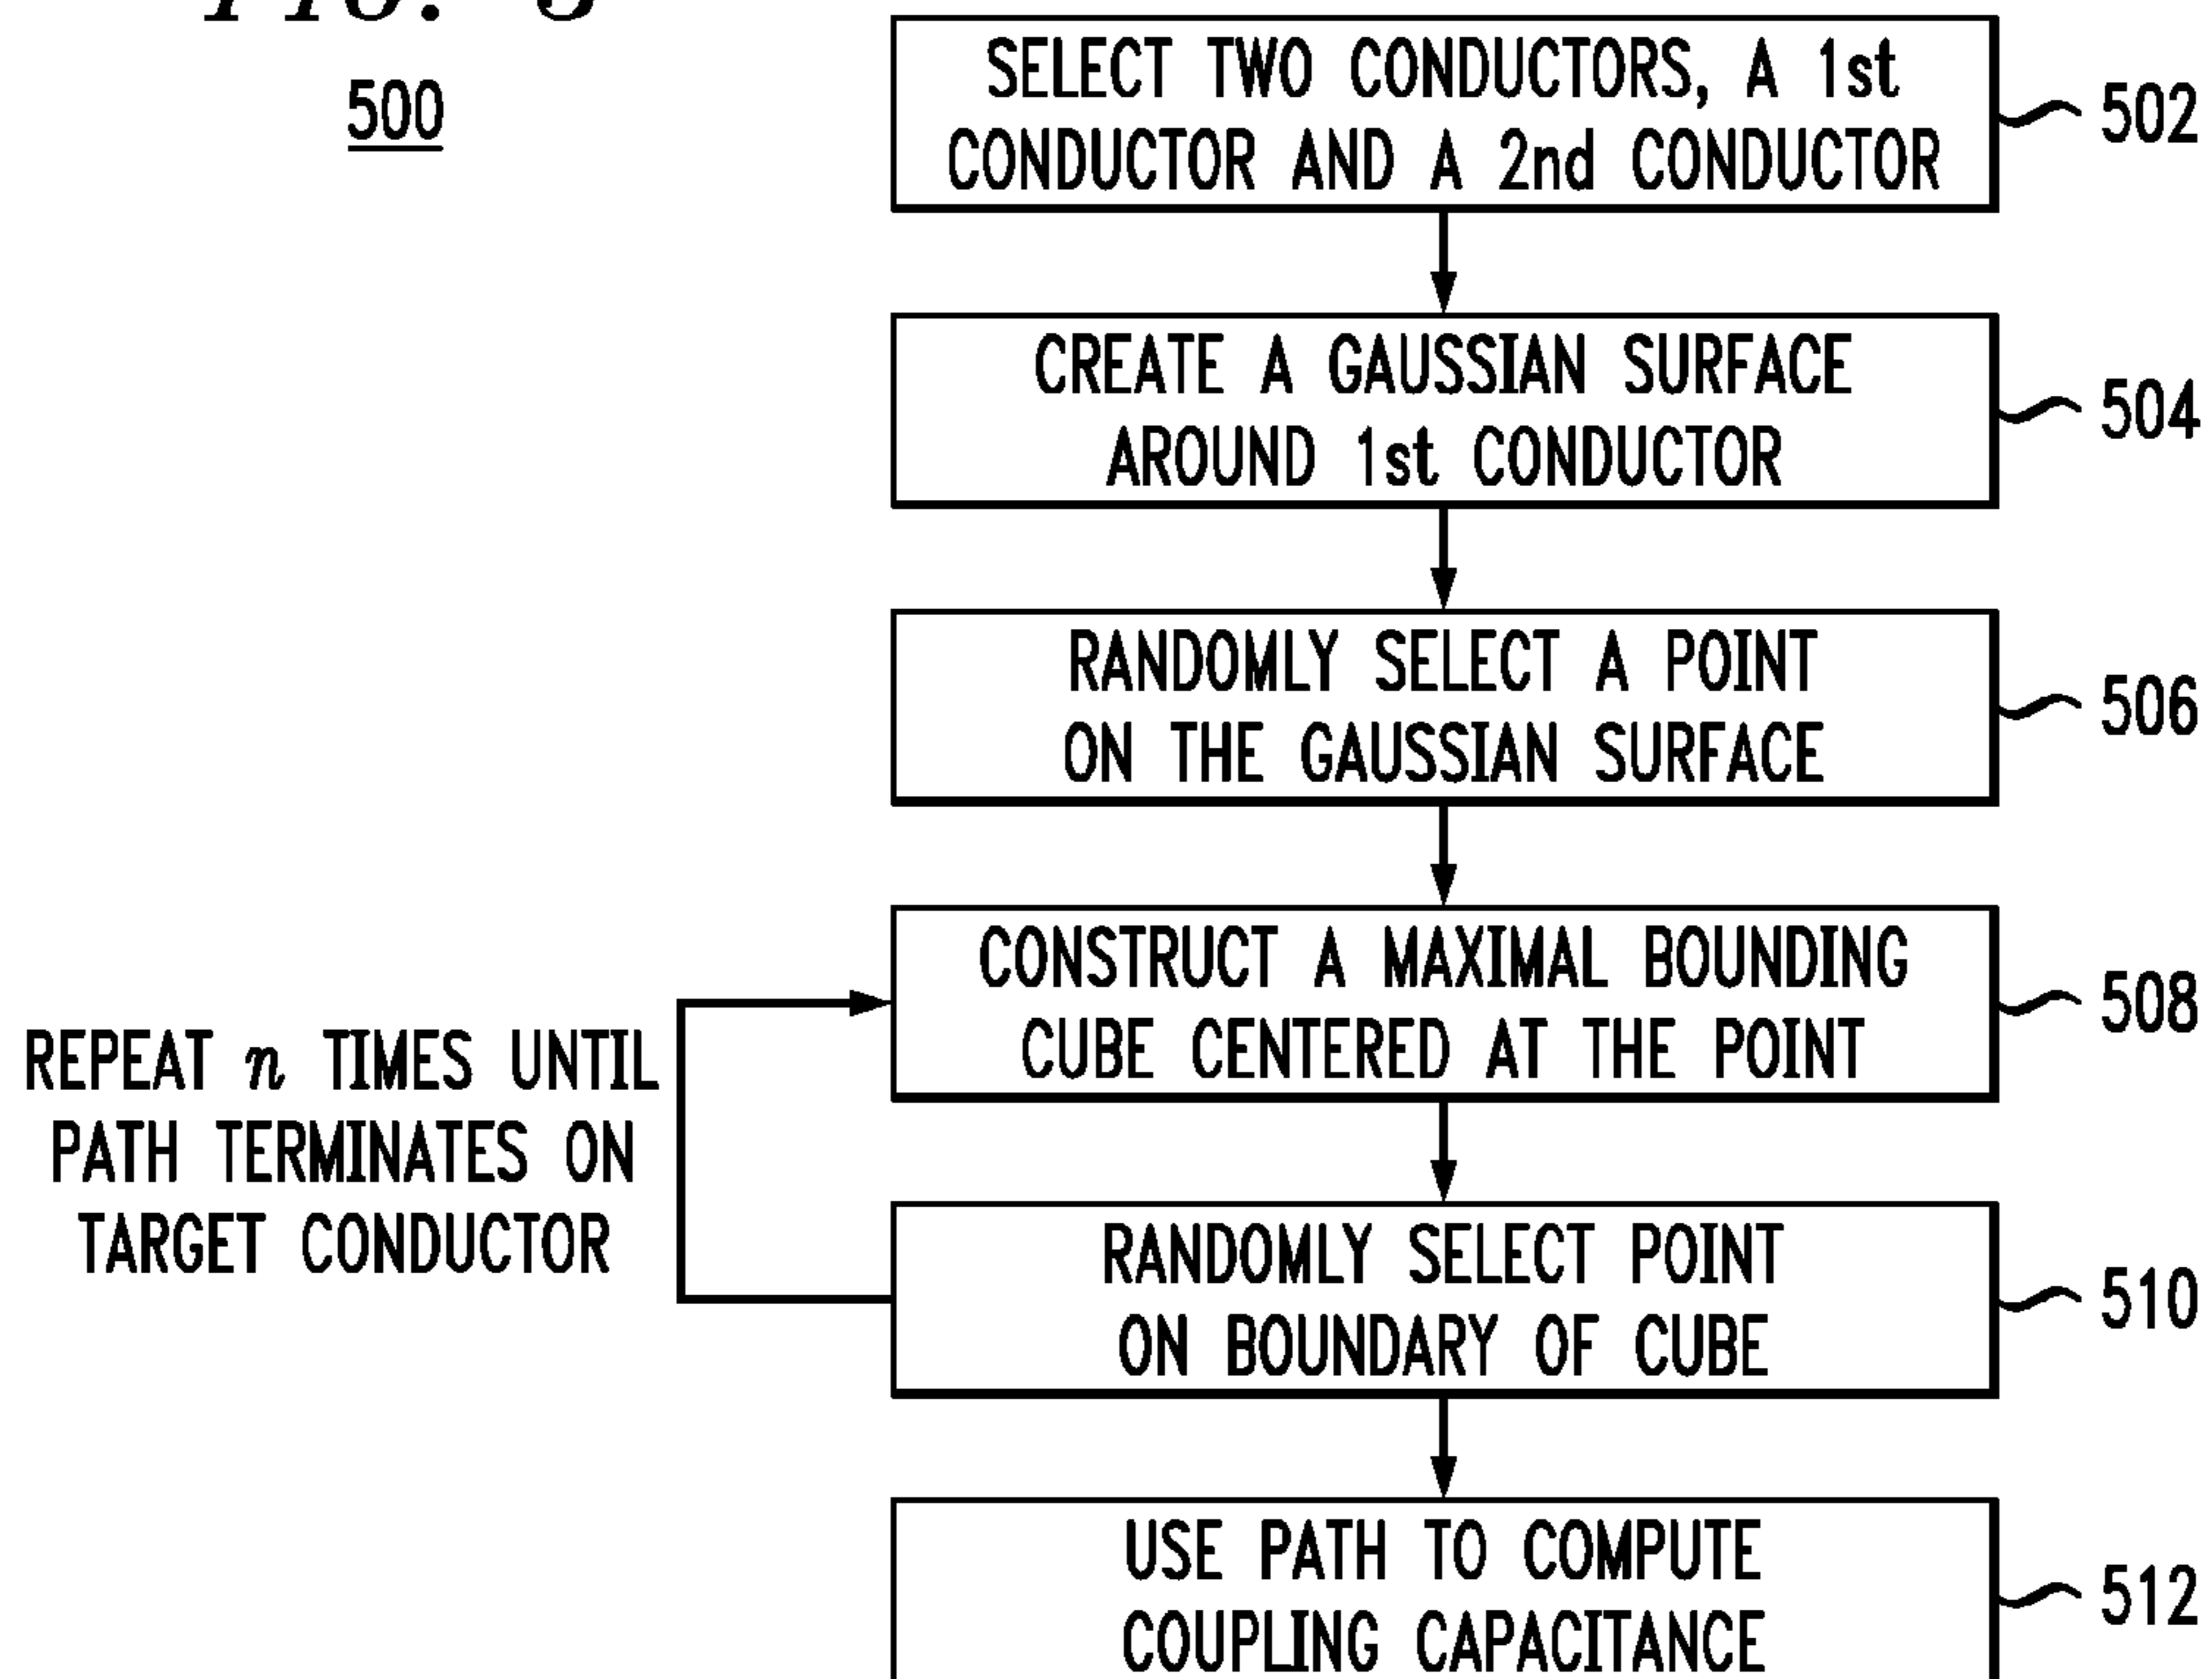 FIG. 5
500
SELECT TWO CONDUCTORS, A 1st
CONDUCTOR AND A 2nd CONDUCTOR
502
CREATE A GAUSSIAN SURFACE
AROUND 1st CONDUCTOR
504
RANDOMLY SELECT A POINT
ON THE GAUSSIAN SURFACE
506
CONSTRUCT A MAXIMAL BOUNDING
CUBE CENTERED AT THE POINT
508
REPEAT n TIMES UNTIL
PATH TERMINATES ON
TARGET CONDUCTOR
RANDOMLY SELECT POINT
ON BOUNDARY OF CUBE
510
USE PATH TO COMPUTE
COUPLING CAPACITANCE
512